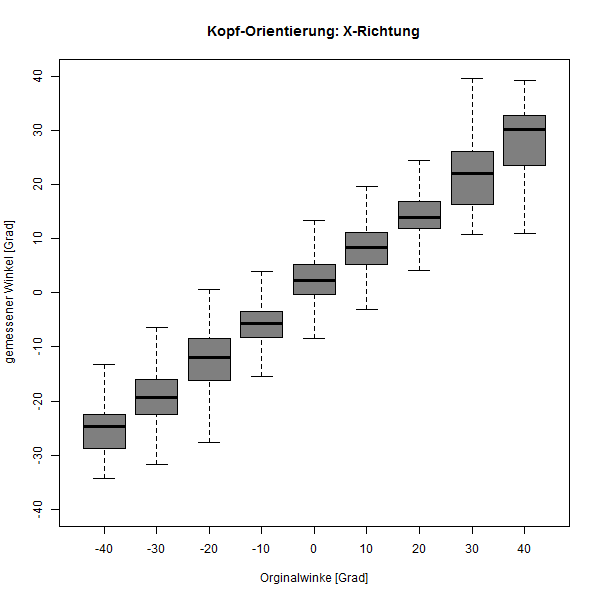 Kopf-Orientierung: X-Richtung
gemessener Winkel [Grad]
40
30
20
10
0
-10
-20
-30
-40
-40 -30 -20 -10 0 10 20 30 40
Orginalwinke [Grad]